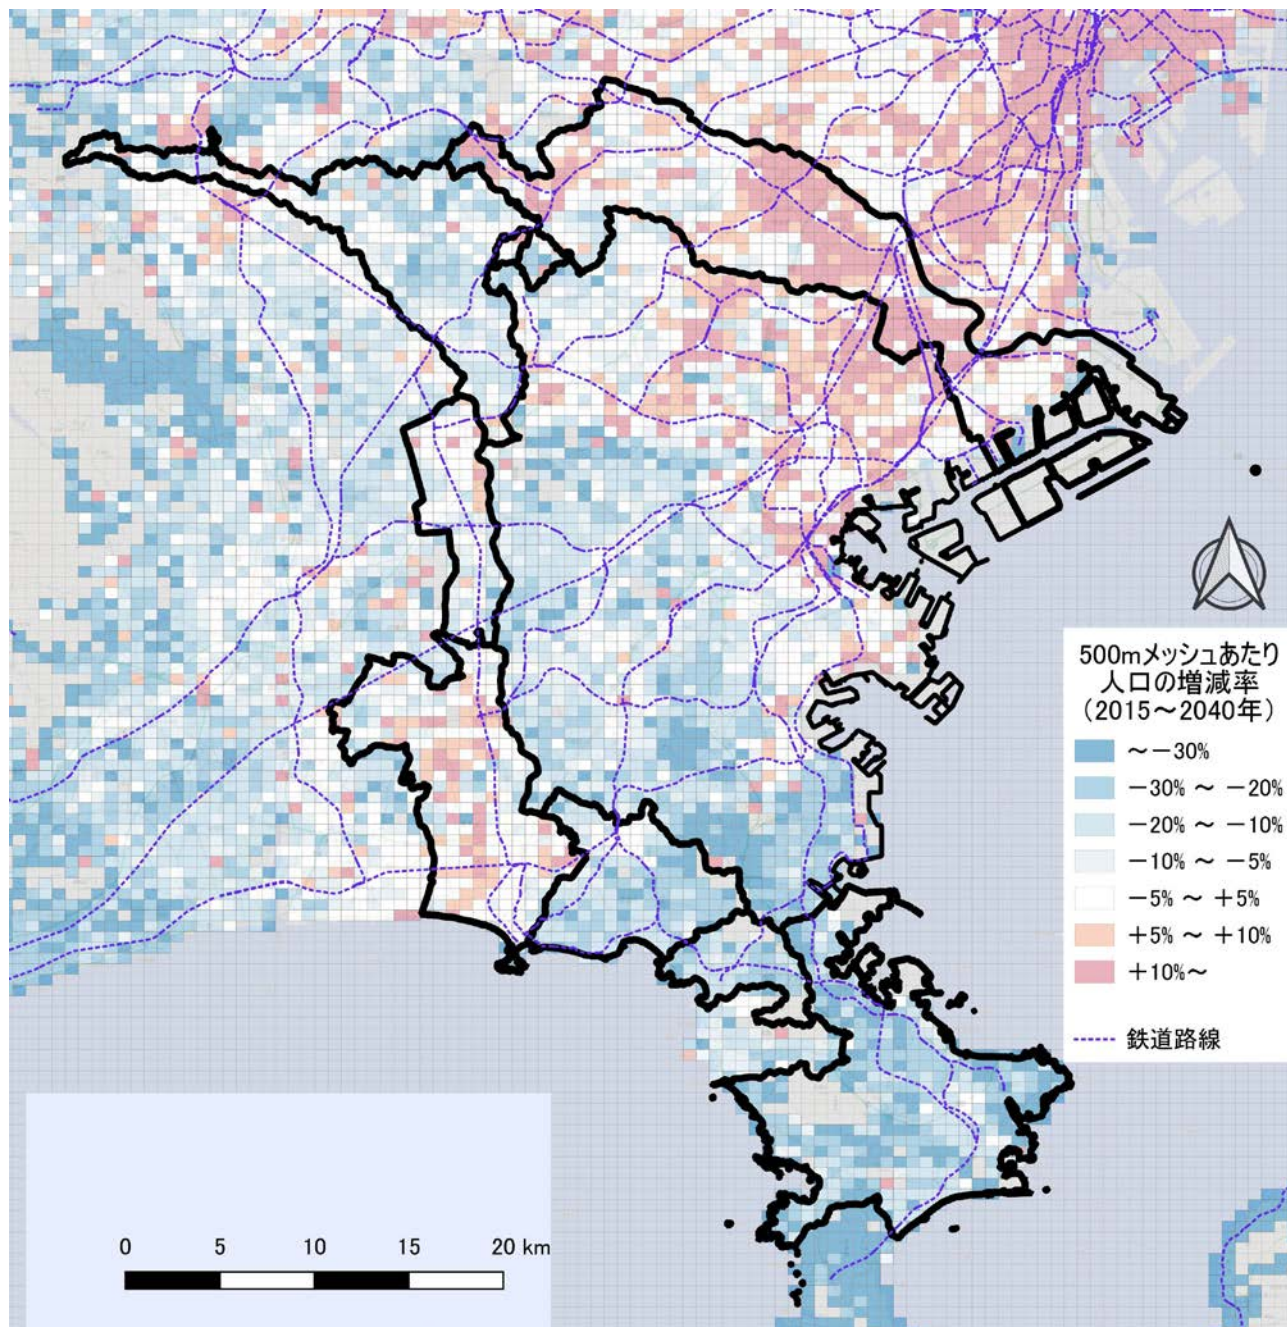 500mメッシュあたり
人口の増減率
（2015～2040年）
～－30%
－30% ～ －20%
－20% ～ －10%
－10% ～ －5%
－5% ～ ＋5%
＋5% ～ ＋10%
＋10%～
鉄道路線
0 5 10 15 20 km